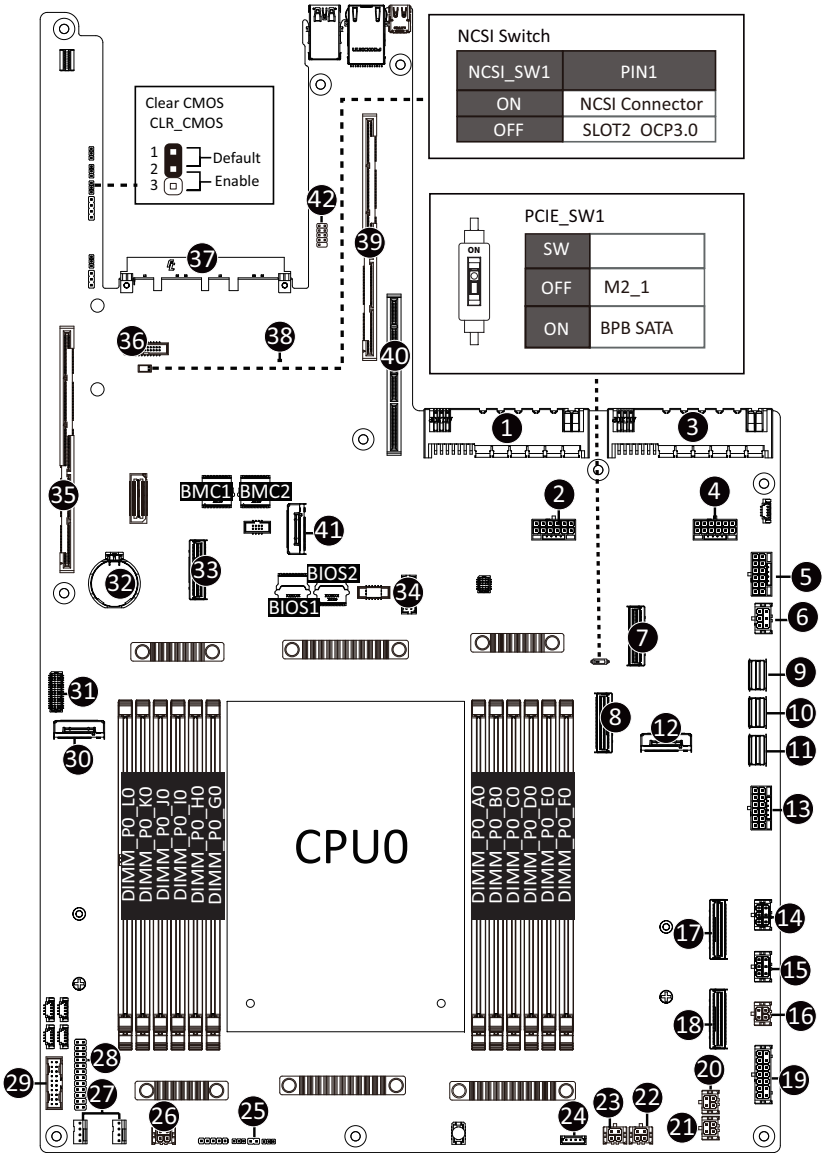 NCSI Switch
NCSI_SW1 PIN1
ON NCSI Connector
OFF SLOT2 OCP3.0
Clear CMOS
CLR_CMOS
1
2
3
Default
Enable
PCIE_SW1
ON
SW
OFF M2_1
ON BPB SATA
42
39
37
36
38
40
1
3
35
BMC1
BMC2
2
4
41
33
32
BIOS2
BIOS1
34
5
6
7
31
30
8
12
9
10
11
13
DIMM_P0_L0
DIMM_P0_K0
DIMM_P0_J0
DIMM_P0_I0
DIMM_P0_H0
DIMM_P0_G0
CPU0
DIMM_P0_A0
DIMM_P0_B0
DIMM_P0_C0
DIMM_P0_D0
DIMM_P0_E0
DIMM_P0_F0
17
14
15
16
18
29
28
27
26
25
24
23
22
20
21
19